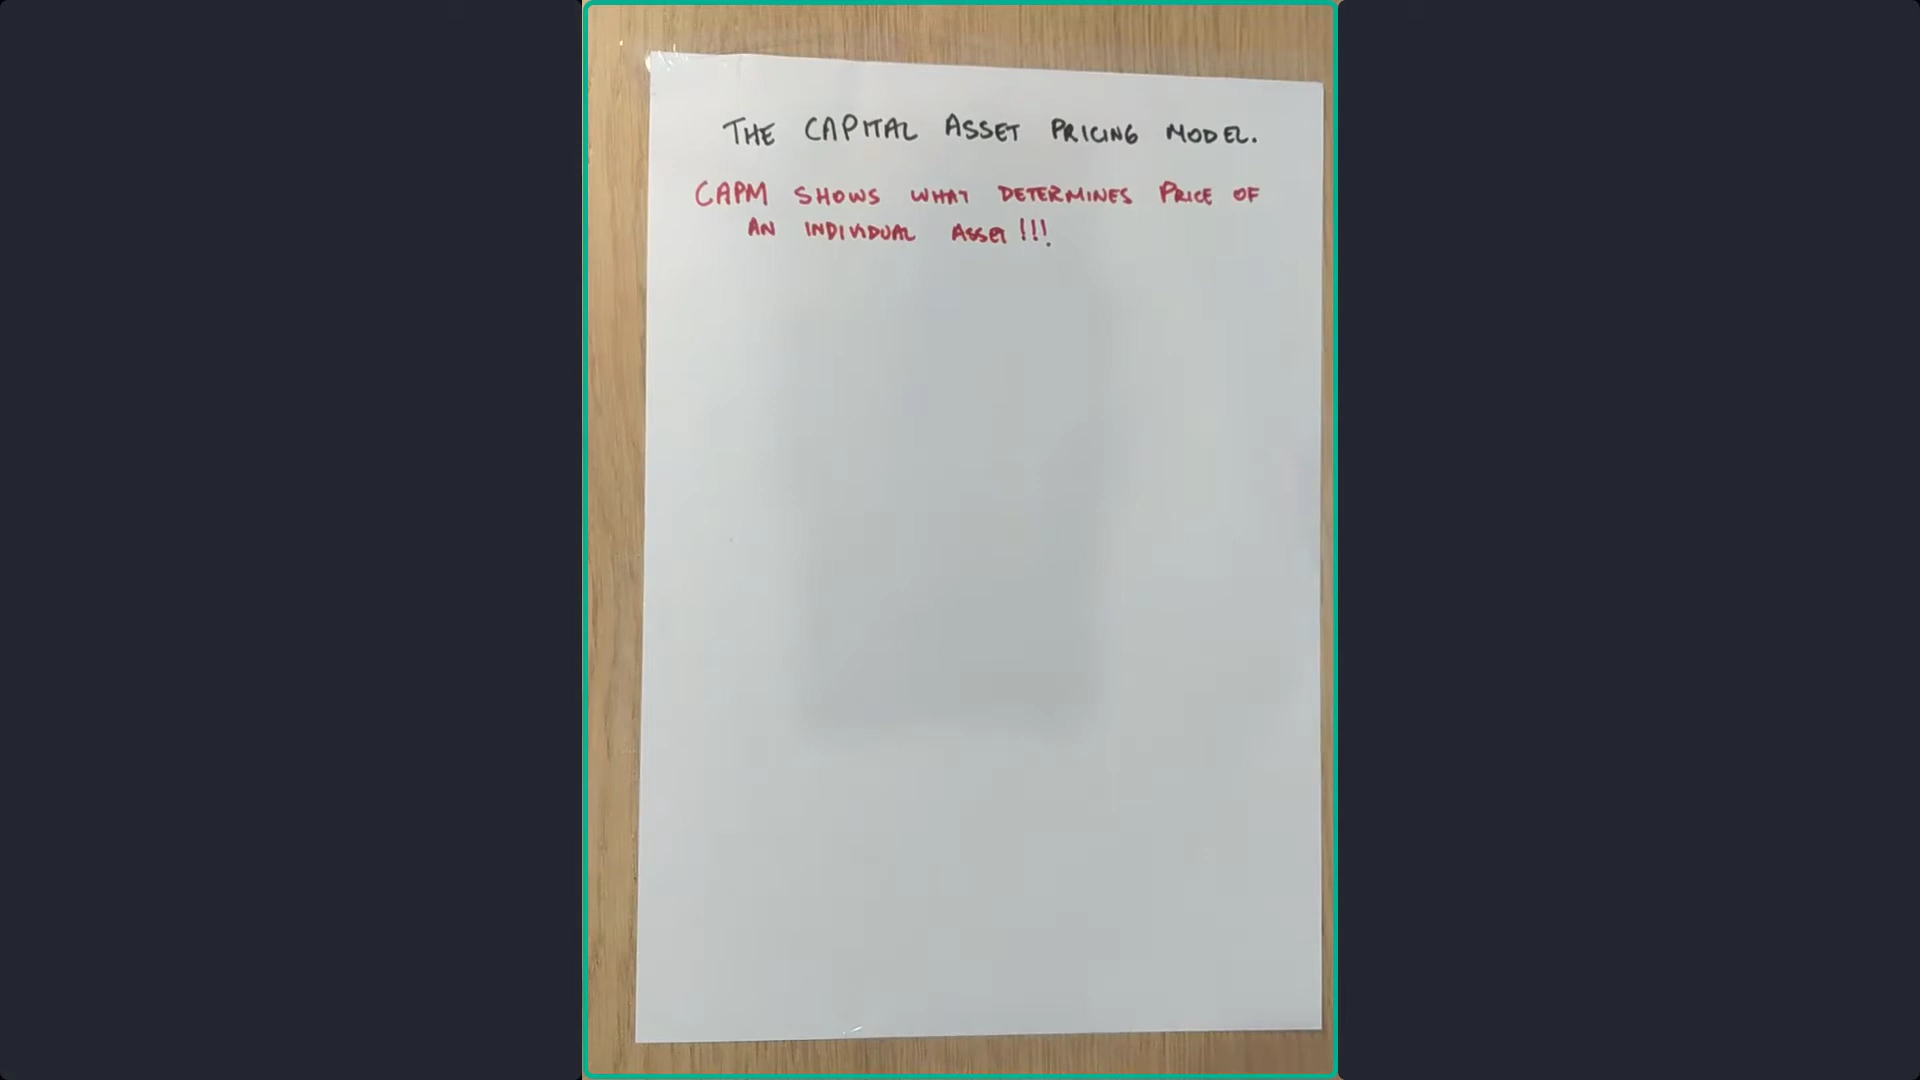 THE CAPITAL ASSET PRICING MODEL.
CAPM SHOWS WHAT DETERMINES PRICE OF
AN INDIVIDUAL ASSET!!!